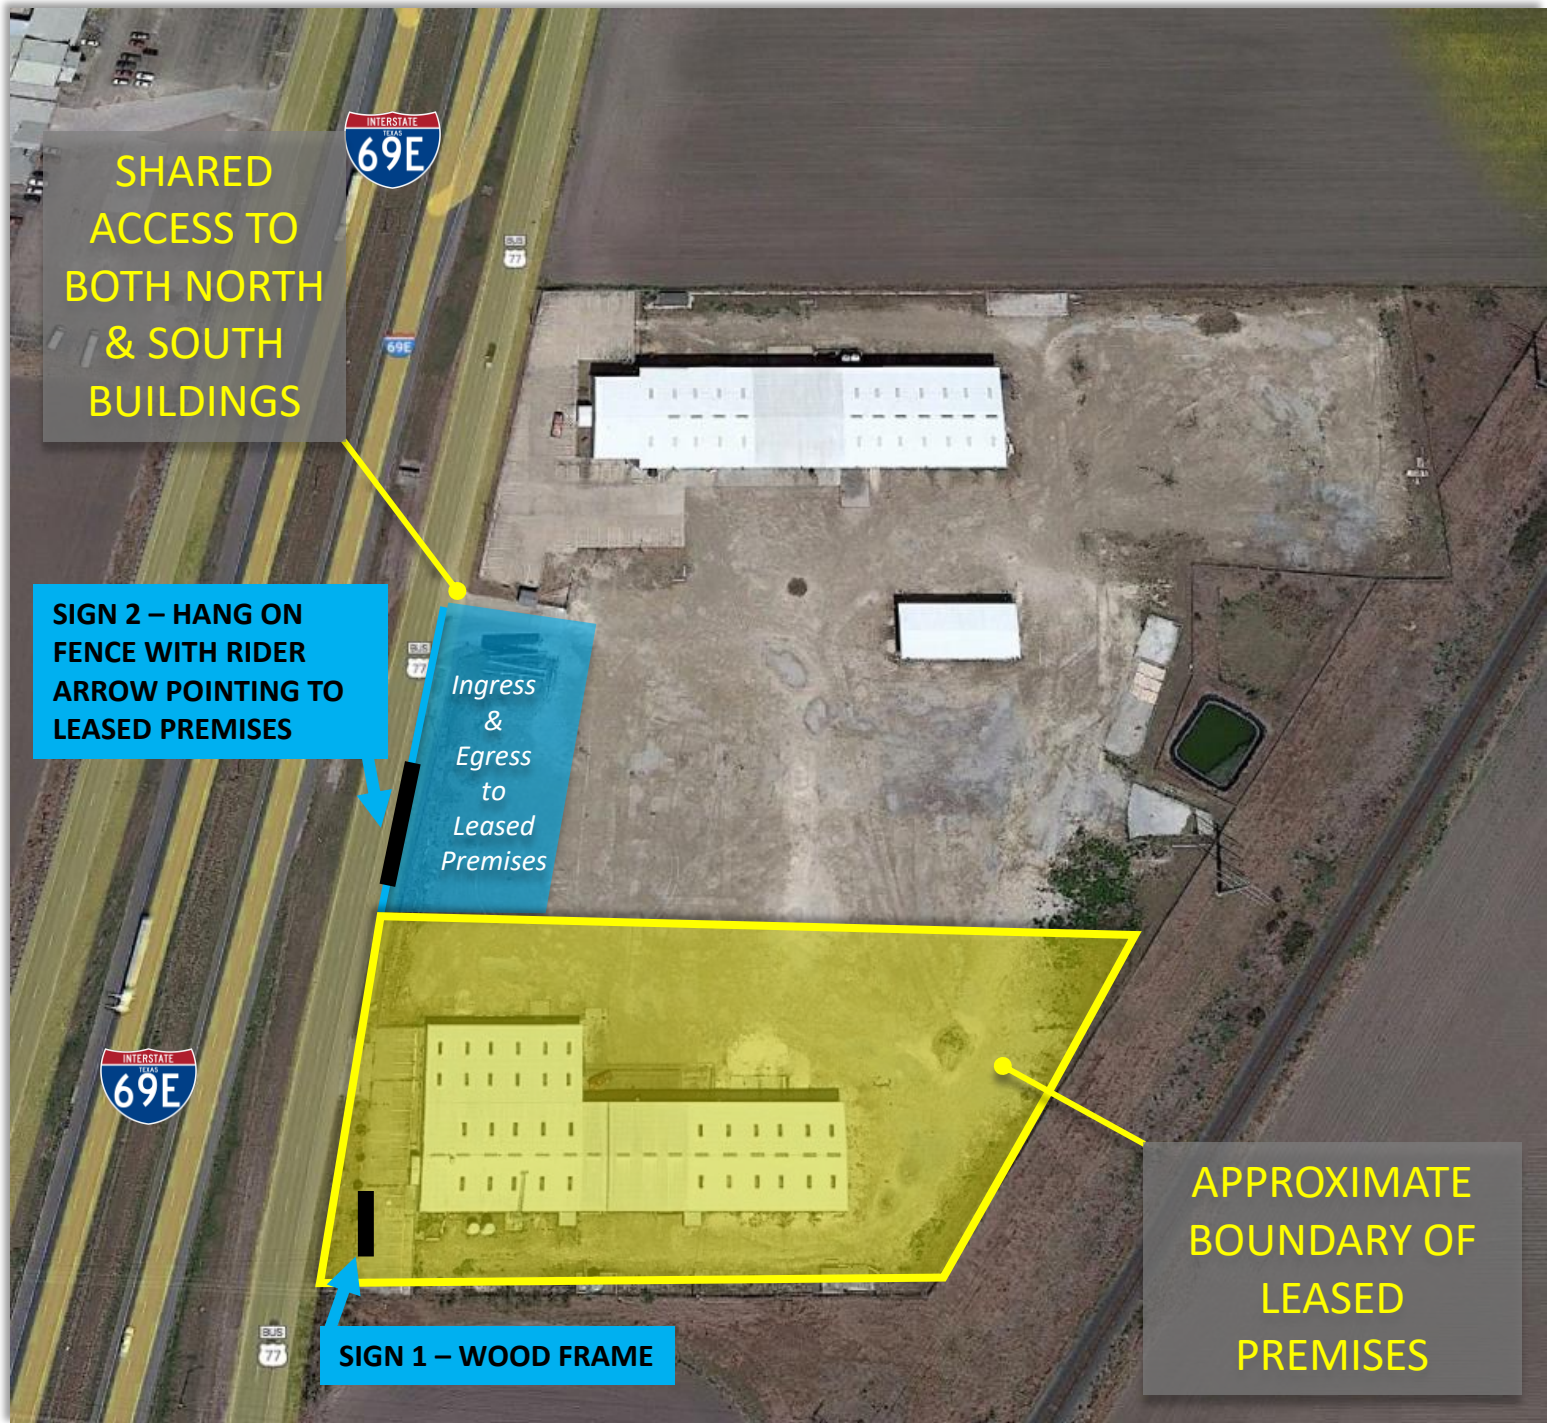 INTERSTATE
TEXAS
69E
SHARED
ACCESS TO
BOTH NORTH
& SOUTH
BUILDINGS
BUS
77
69E
SIGN 2 – HANG ON
FENCE WITH RIDER
ARROW POINTING TO
LEASED PREMISES
BUS
77
Ingress
&
Egress
to
Leased
Premises
INTERSTATE
TEXAS
69E
APPROXIMATE
BOUNDARY OF
LEASED
PREMISES
BUS
77
SIGN 1 – WOOD FRAME